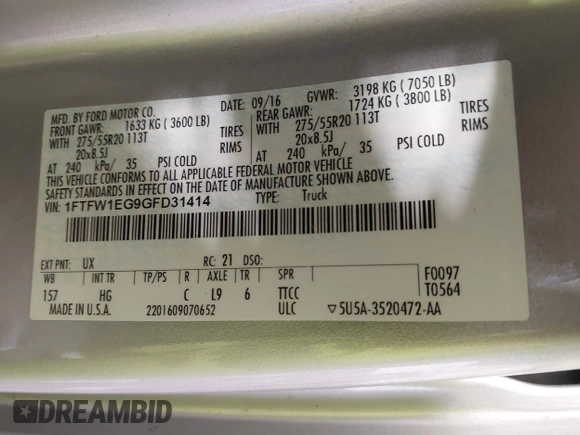 MFD. BY FORD MOTOR CO. DATE: 09/16 GVWR: 3198 KG ( 7050 LB)
FRONT GAWR: 1633 KG ( 3600 LB) REAR GAWR: 1724 KG ( 3800 LB)
WITH 275/55R20 113T TIRES WITH 275/55R20 113T TIRES
20x8.5J RIMS 20x8.5J RIMS
AT 240 kPa/ 35 PSI COLD AT 240 kPa/ 35 PSI COLD
THIS VEHICLE CONFORMS TO ALL APPLICABLE FEDERAL MOTOR VEHICLE
SAFETY STANDARDS IN EFFECT ON THE DATE OF MANUFACTURE SHOWN ABOVE.
VIN: 1FTFW1EG9GFD31414 TYPE: Truck
EXT PNT: UX RC: 21 DSO: F0097
WB INT TR TP/PS R AXLE TR SPR T0564
157 HG C L9 6 TTCC
MADE IN U.S.A. 2201609070652 ULC ▽5U5A-3520472-AA
DREAMBID